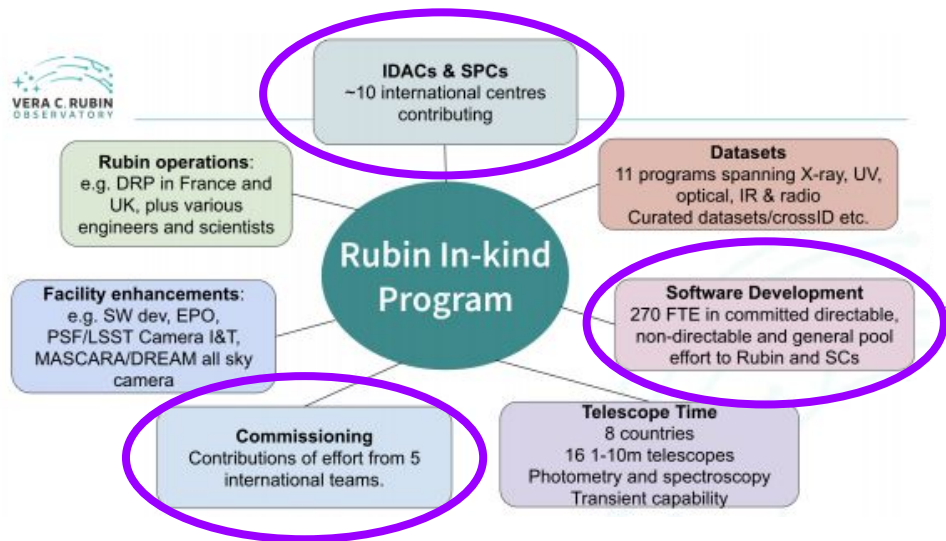 VERA C. RUBIN
OBSERVATORY
IDACs & SPCs
~10 international centres
contributing
Rubin operations:
e.g. DRP in France and
UK, plus various
engineers and scientists
Datasets
11 programs spanning X-ray, UV,
optical, IR & radio
Curated datasets/crossID etc.
Rubin In-kind
Program
Facility enhancements:
e.g. SW dev, EPO,
PSF/LSST Camera I&T,
MASCARA/DREAM all sky
camera
Software Development
270 FTE in committed directable,
non-directable and general pool
effort to Rubin and SCs
Commissioning
Contributions of effort from 5
international teams.
Telescope Time
8 countries
16 1-10m telescopes
Photometry and spectroscopy
Transient capability